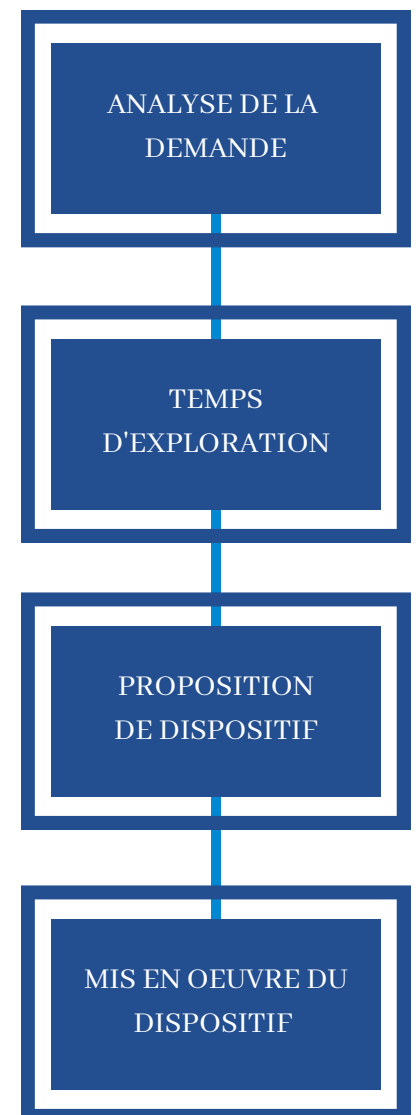 ANALYSE DE LA
DEMANDE
TEMPS
D'EXPLORATION
PROPOSITION
DE DISPOSITIF
MIS EN OEUVRE DU
DISPOSITIF